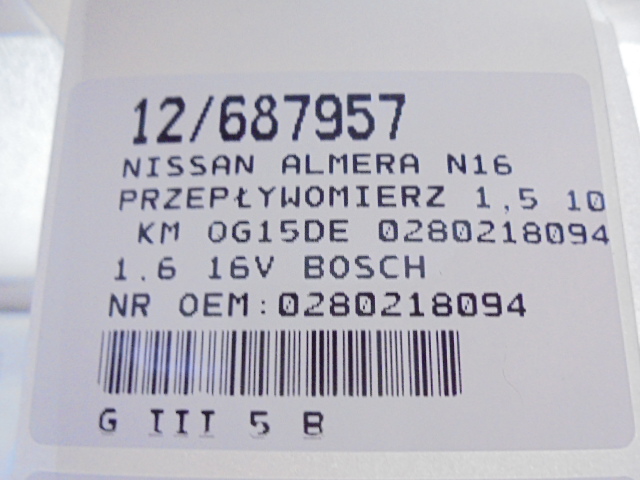 12/687957
NISSAN ALMERA N16
PRZEPŁYWOMIERZ 1,5 10
KM OG15DE 0280218094
1.6 16V BOSCH
NR OEM:0280218094
G III 5 B